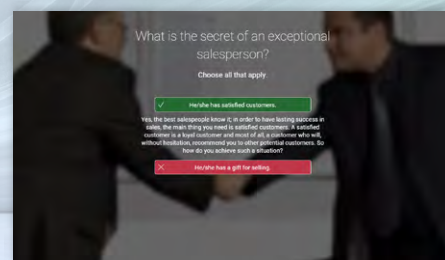 What is the secret of an exceptional
salesperson?
Choose all that apply.
He/she has satisfied customers.
Yes, the best salespeople know it; in order to have lasting success in
sales, the main thing you need is satisfied customers. A satisfied
customer is a loyal customer and most of all, a customer who will,
without hesitation, recommend you to other potential customers. So
how do you achieve such a situation?
He/she has a gift for selling.